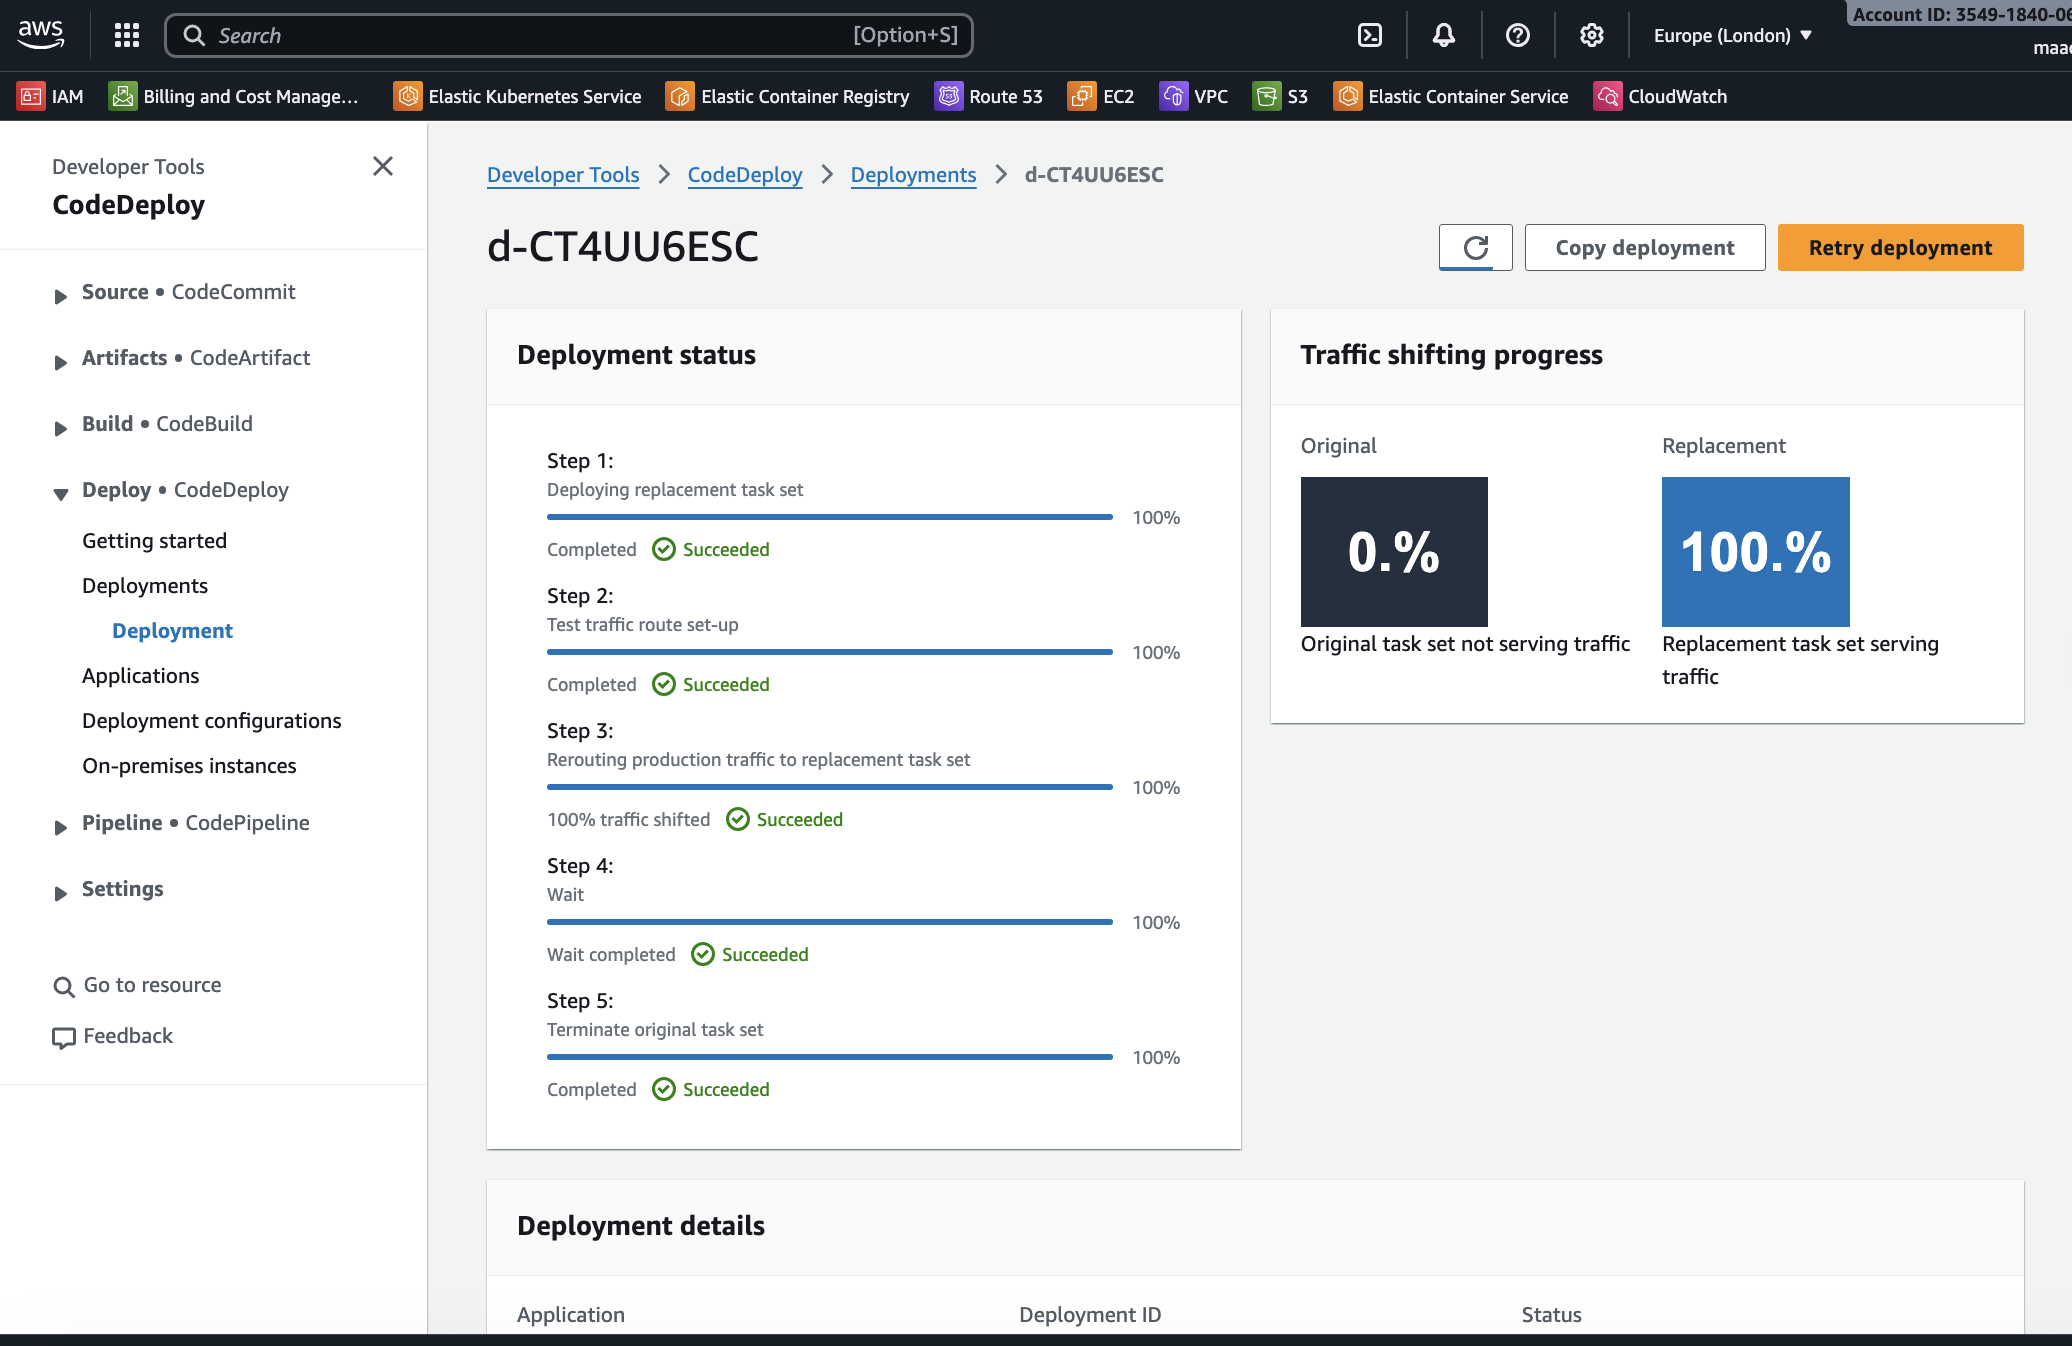 aws
Search
[Option+S]
Europe (London)
Account ID: 3549-1840-06
maa
IAM
Billing and Cost Manage...
Elastic Kubernetes Service
Elastic Container Registry
Route 53
EC2
VPC
S3
Elastic Container Service
CloudWatch
Developer Tools
CodeDeploy
Source • CodeCommit
Artifacts • CodeArtifact
Build • CodeBuild
Deploy • CodeDeploy
Getting started
Deployments
Deployment
Applications
Deployment configurations
On-premises instances
Pipeline • CodePipeline
Settings
Go to resource
Feedback
Developer Tools > CodeDeploy > Deployments > d-CT4UU6ESC
d-CT4UU6ESC
Copy deployment
Retry deployment
Deployment status
Step 1:
Deploying replacement task set
100%
Completed Succeeded
Step 2:
Test traffic route set-up
100%
Completed Succeeded
Step 3:
Rerouting production traffic to replacement task set
100%
100% traffic shifted Succeeded
Step 4:
Wait
100%
Wait completed Succeeded
Step 5:
Terminate original task set
100%
Completed Succeeded
Traffic shifting progress
Original
0.%
Original task set not serving traffic
Replacement
100.%
Replacement task set serving
traffic
Deployment details
Application
Deployment ID
Status